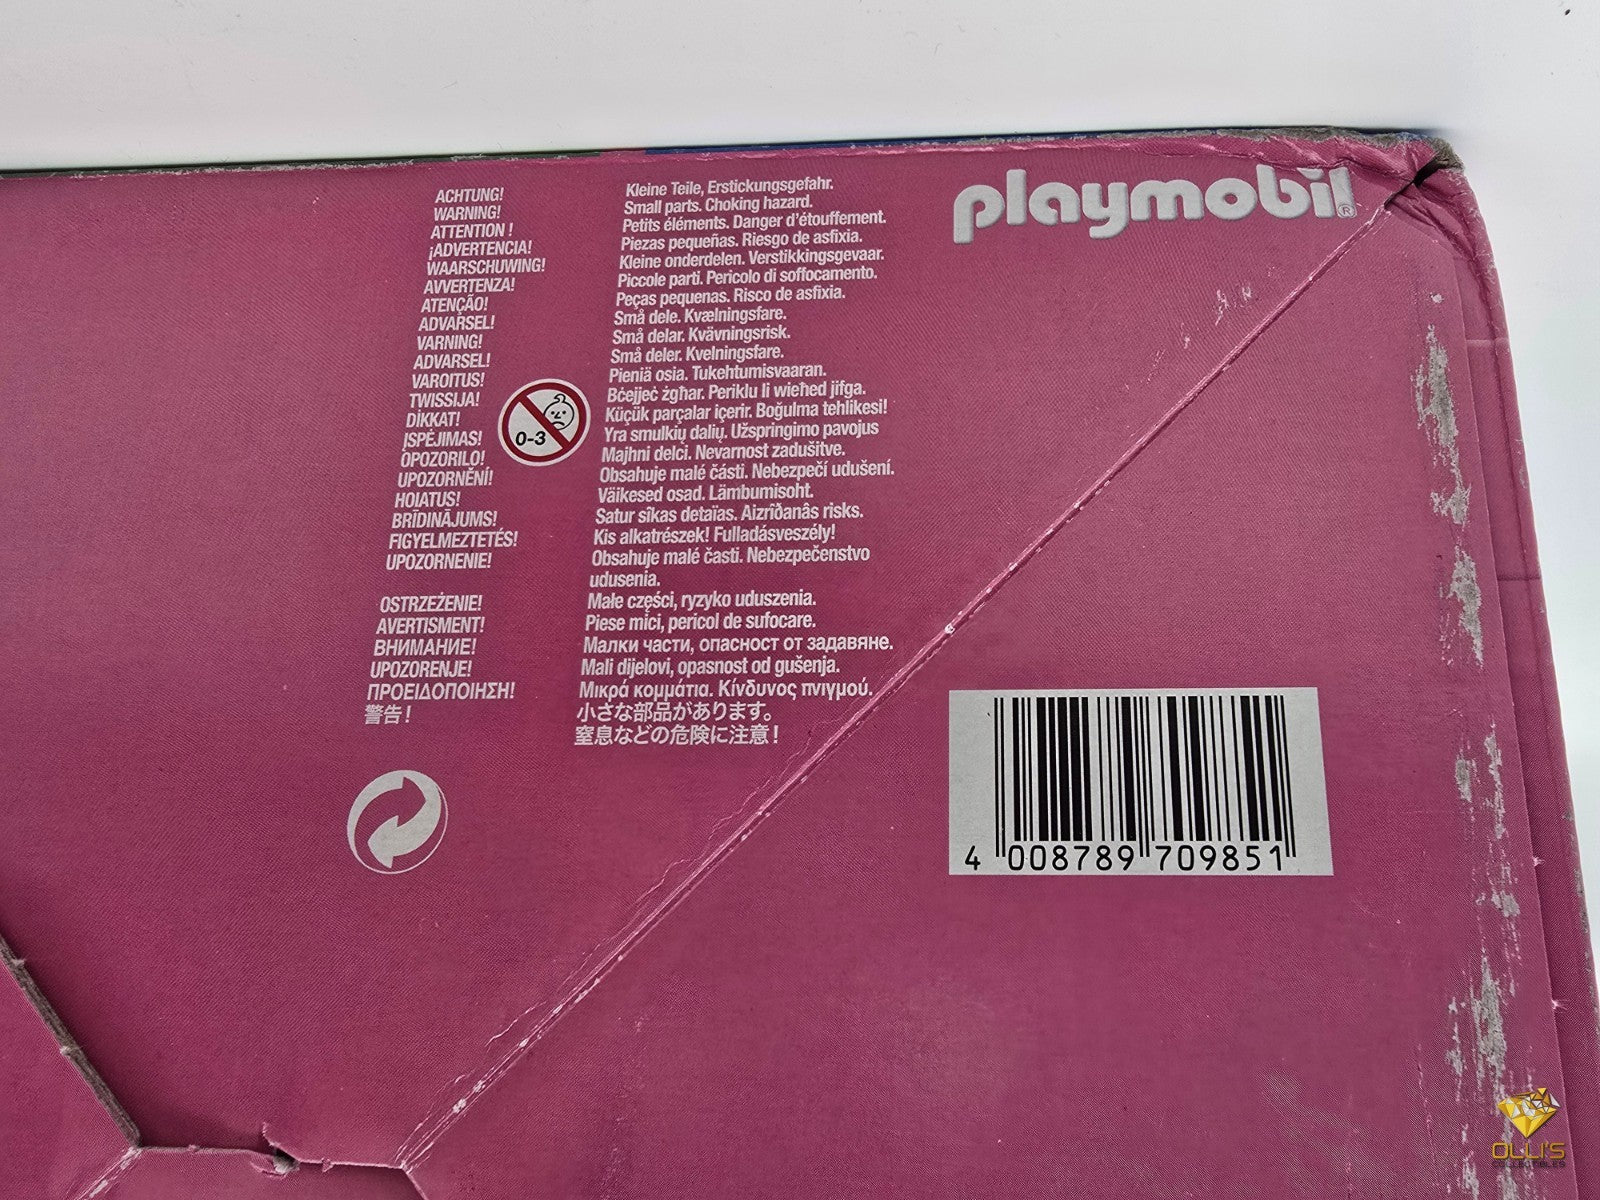 playmobil®
ACHTUNG! Kleine Teile, Erstickungsgefahr.
WARNING! Small parts. Choking hazard.
ATTENTION ! Petits éléments. Danger d'étouffement.
¡ADVERTENCIA! Piezas pequeñas. Riesgo de asfixia.
WAARSCHUWING! Kleine onderdelen. Verstikkingsgevaar.
AVVERTENZA! Piccole parti. Pericolo di soffocamento.
ATENÇÃO! Peças pequenas. Risco de asfixia.
ADVARSEL! Små dele. Kvælningsfare.
VARNING! Små delar. Kvävningsrisk.
ADVARSEL! Små deler. Kvelningsfare.
VAROITUS! Pieniä osia. Tukehtumisvaaran.
TWISSIJA! Bċejjeċ żgħar. Periklu li wieħed jifga.
DİKKAT! Küçük parçalar içerir. Boğulma tehlikesi!
ĮSPĖJIMAS! Yra smulkių dalių. Užspringimo pavojus
OPOZORILO! Majhni delci. Nevarnost zadušitve.
UPOZORNĚNÍ! Obsahuje malé části. Nebezpečí udušení.
HOIATUS! Väikesed osad. Lämbumisoht.
BRĪDINĀJUMS! Satur sîkas detaïas. Aizrîðanâs risks.
FIGYELMEZTETÉS! Kis alkatrészek! Fulladásveszély!
UPOZORNENIE! Obsahuje malé časti. Nebezpečenstvo
udusenia.
OSTRZEŻENIE! Małe części, ryzyko uduszenia.
AVERTISMENT! Piese mici, pericol de sufocare.
ВНИМАНИЕ! Малки части, опасност от задавяне.
UPOZORENJE! Mali dijelovi, opasnost od gušenja.
ΠΡΟΕΙΔΟΠΟΙΗΣΗ! Μικρά κομμάτια. Κίνδυνος πνιγμού.
警告! 小さな部品があります。
窒息などの危険に注意!
0-3
4 008789 709851
OLLI'S
COLLECTIBLES